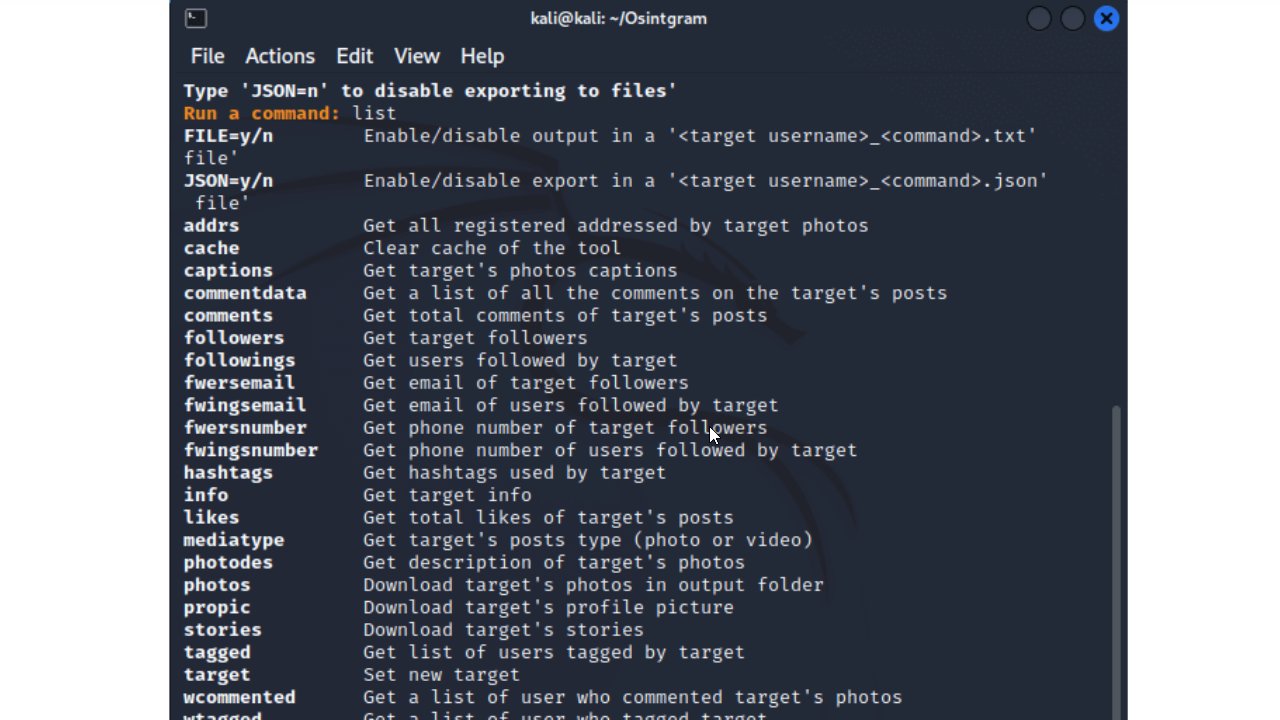 kali@kali: ~/Osintgram
File Actions Edit View Help
Type 'JSON=n' to disable exporting to files'
Run a command: list
FILE=y/n Enable/disable output in a '<target username>_<command>.txt'
file'
JSON=y/n Enable/disable export in a '<target username>_<command>.json'
file'
addrs Get all registered addressed by target photos
cache Clear cache of the tool
captions Get target's photos captions
commentdata Get a list of all the comments on the target's posts
comments Get total comments of target's posts
followers Get target followers
followings Get users followed by target
fwersemail Get email of target followers
fwingsemail Get email of users followed by target
fwersnumber Get phone number of target followers
fwingsnumber Get phone number of users followed by target
hashtags Get hashtags used by target
info Get target info
likes Get total likes of target's posts
mediatype Get target's posts type (photo or video)
photodes Get description of target's photos
photos Download target's photos in output folder
propic Download target's profile picture
stories Download target's stories
tagged Get list of users tagged by target
target Set new target
wcommented Get a list of user who commented target's photos
wtagged Get a list of user who tagged target